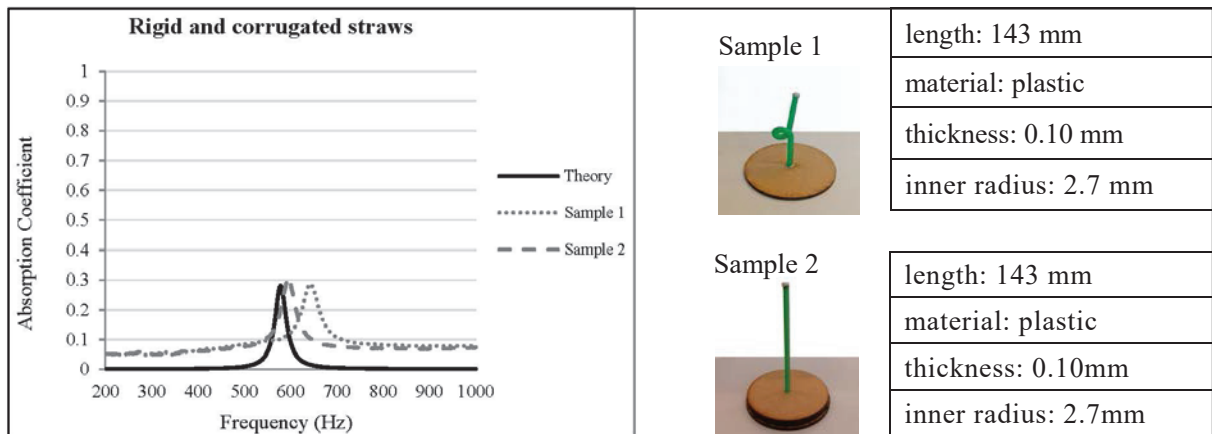 Rigid and corrugated straws
Absorption Coefficient
1
0.9
0.8
0.7
0.6
0.5
0.4
0.3
0.2
0.1
0
200 300 400 500 600 700 800 900 1000
Frequency (Hz)
Theory
Sample 1
Sample 2
Sample 1
length: 143 mm
material: plastic
thickness: 0.10 mm
inner radius: 2.7 mm
Sample 2
length: 143 mm
material: plastic
thickness: 0.10mm
inner radius: 2.7mm